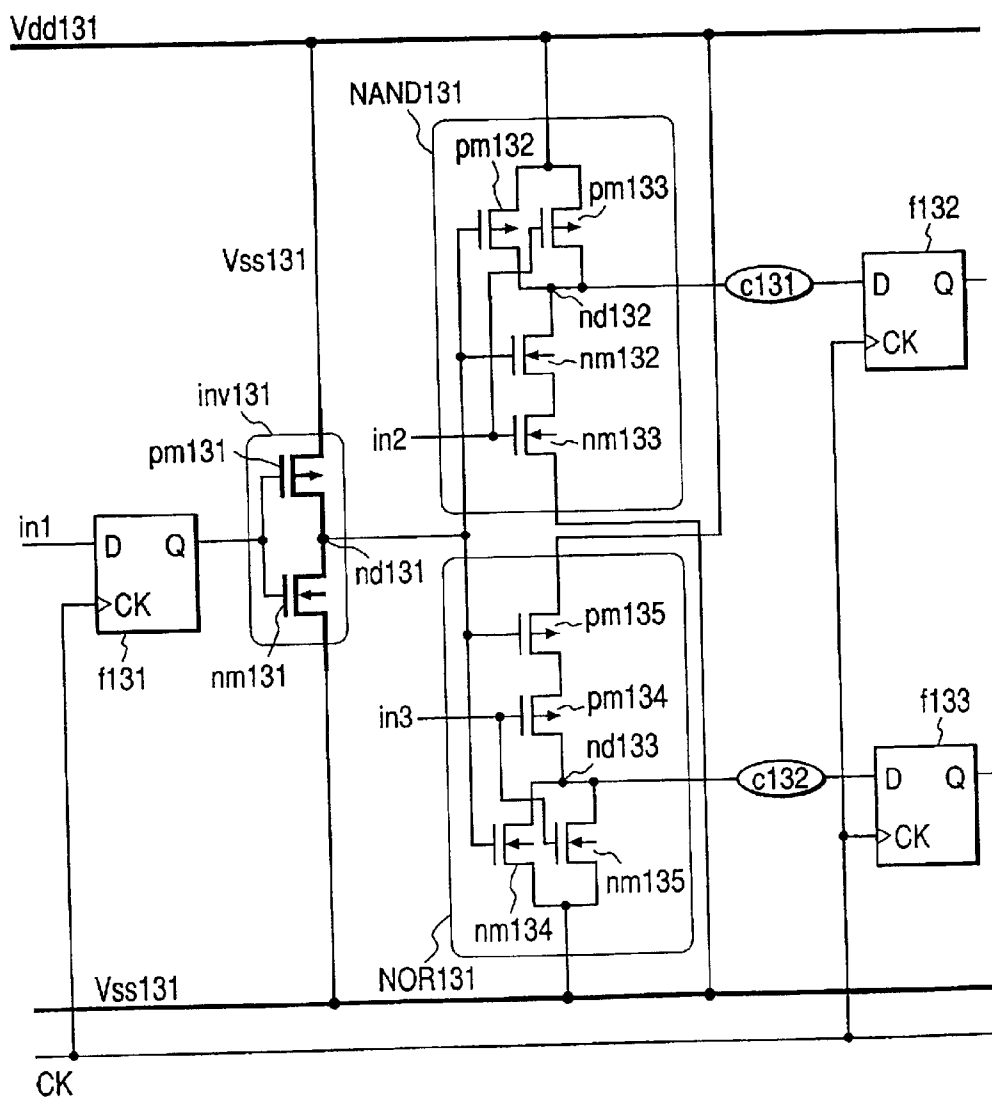 Vdd131
NAND131
pm132
pm133
f132
Vss131
c131
D Q
nd132
CK
nm132
inv131
in2
nm133
pm131
in1
D Q
nd131
CK
pm135
f131
nm131
pm134
in3
f133
nd133
c132
D Q
CK
nm135
nm134
NOR131
Vss131
CK